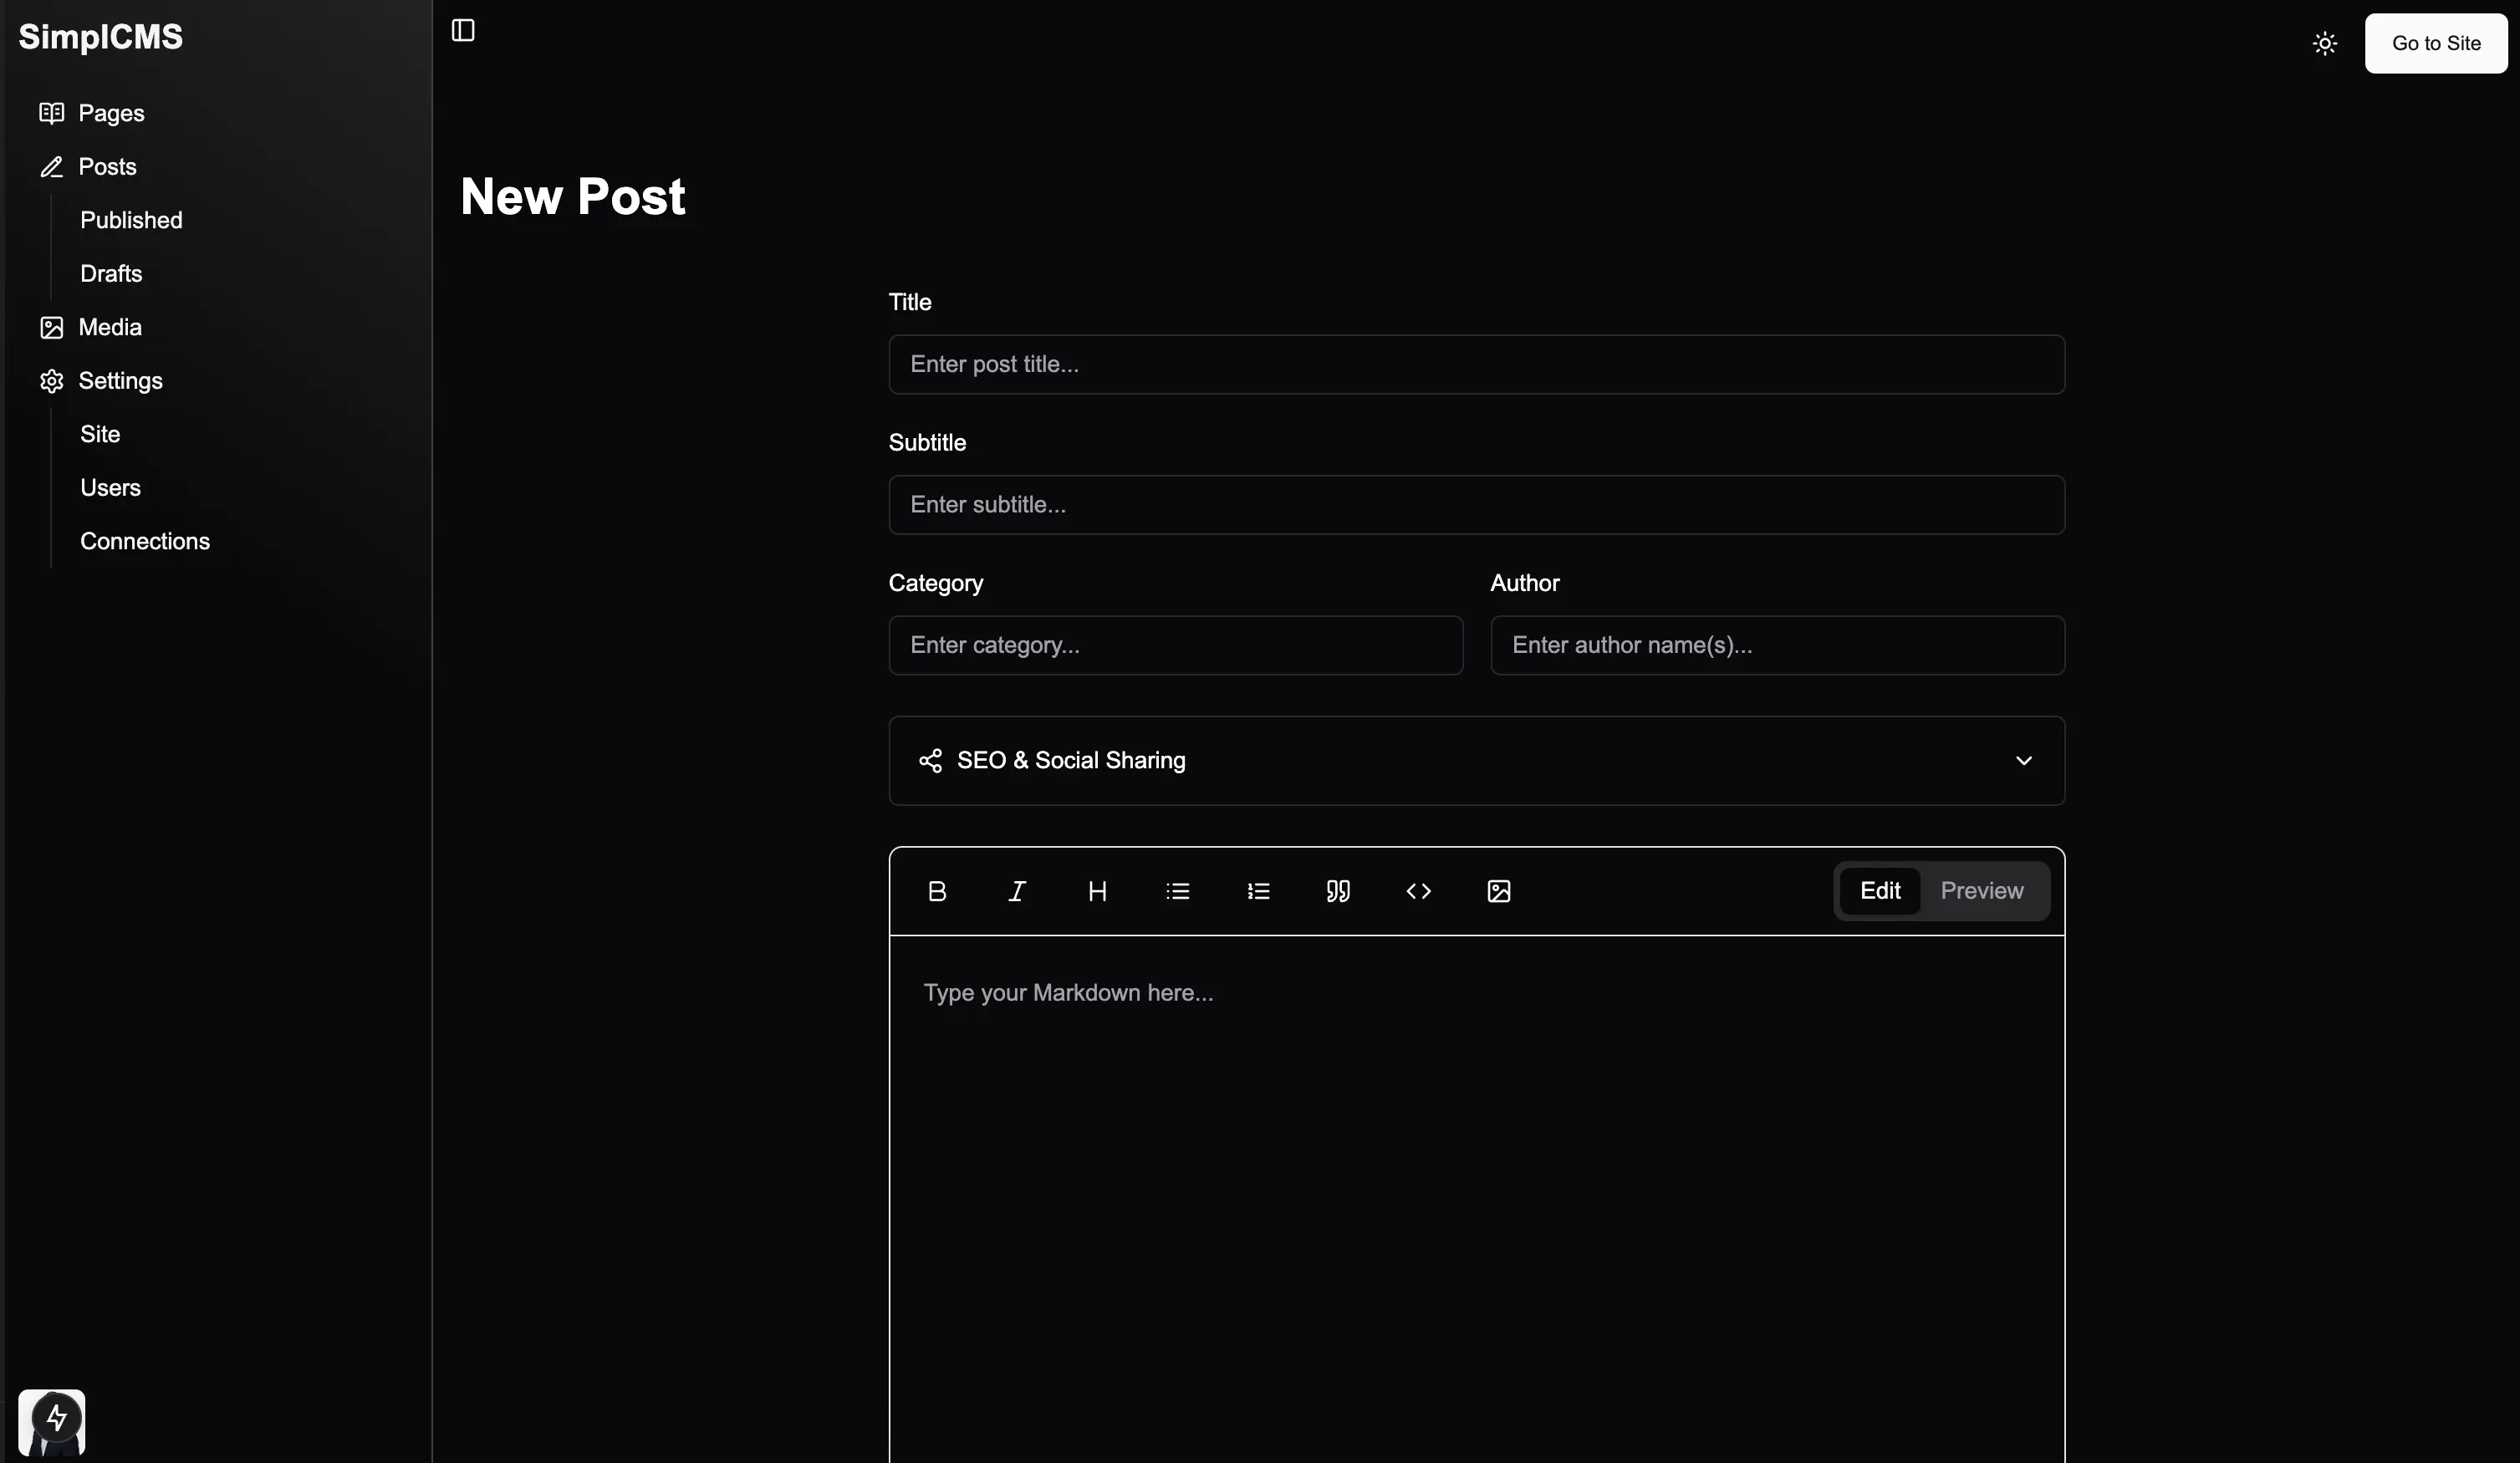 SimplCMS
Go to Site
Pages
Posts
Published
Drafts
Media
Settings
Site
Users
Connections
New Post
Title
Enter post title...
Subtitle
Enter subtitle...
Category
Author
Enter category...
Enter author name(s)...
SEO & Social Sharing
Edit
Preview
Type your Markdown here...